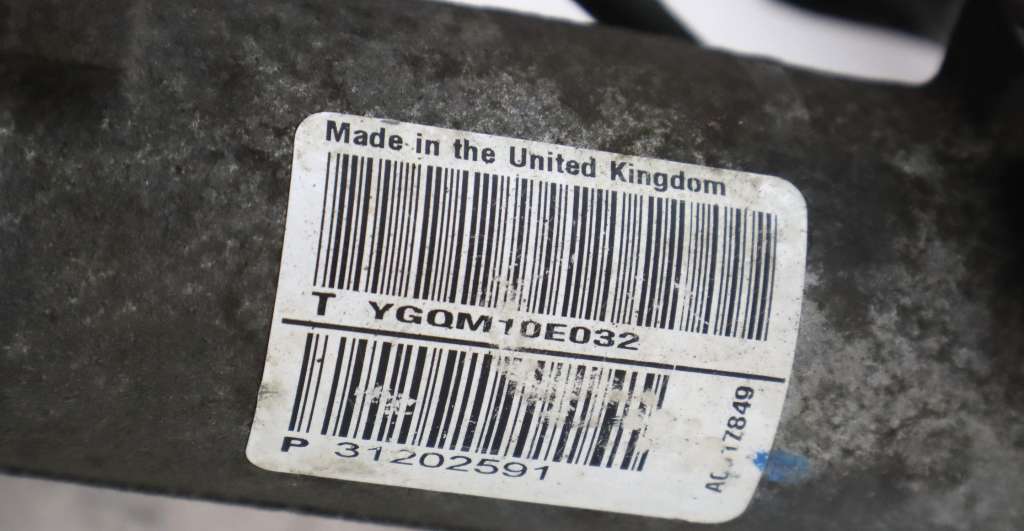 Made in the United Kingdom
T YGQM10E032
P 31202591